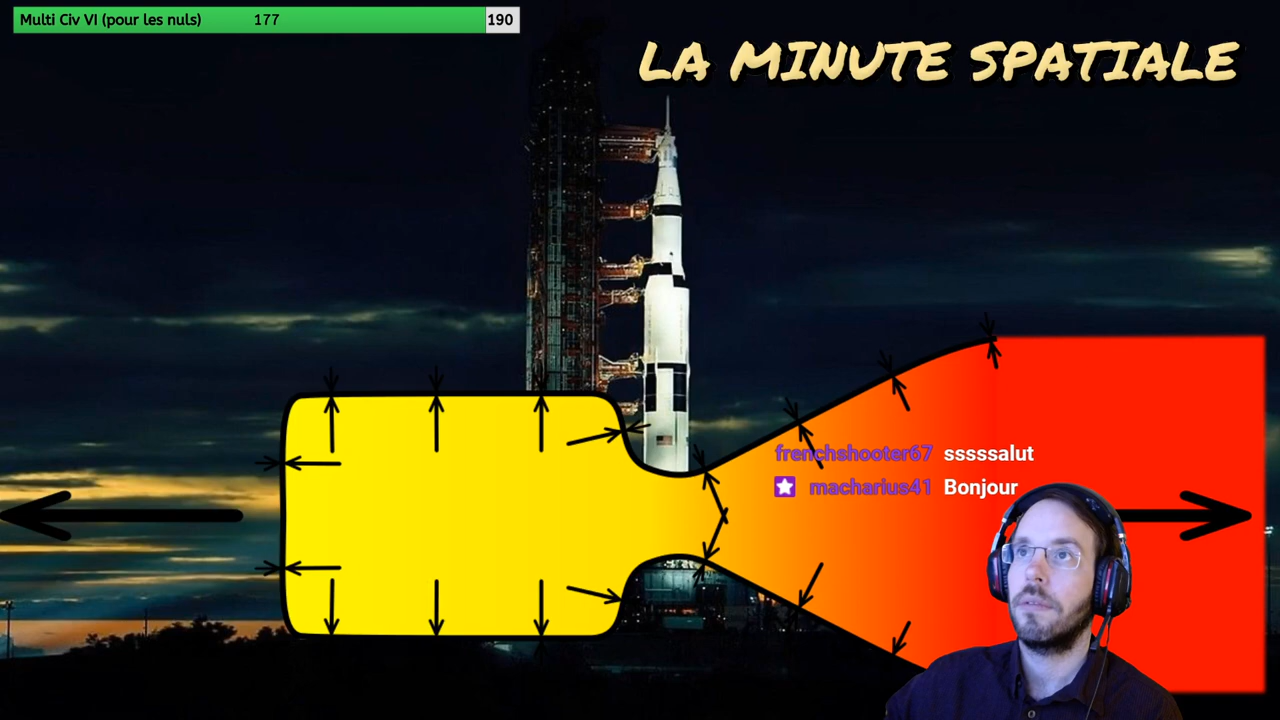 Multi Civ VI (pour les nuls) 177 190
LA MINUTE SPATIALE
frenchshooter67 sssssalut
macharius41 Bonjour